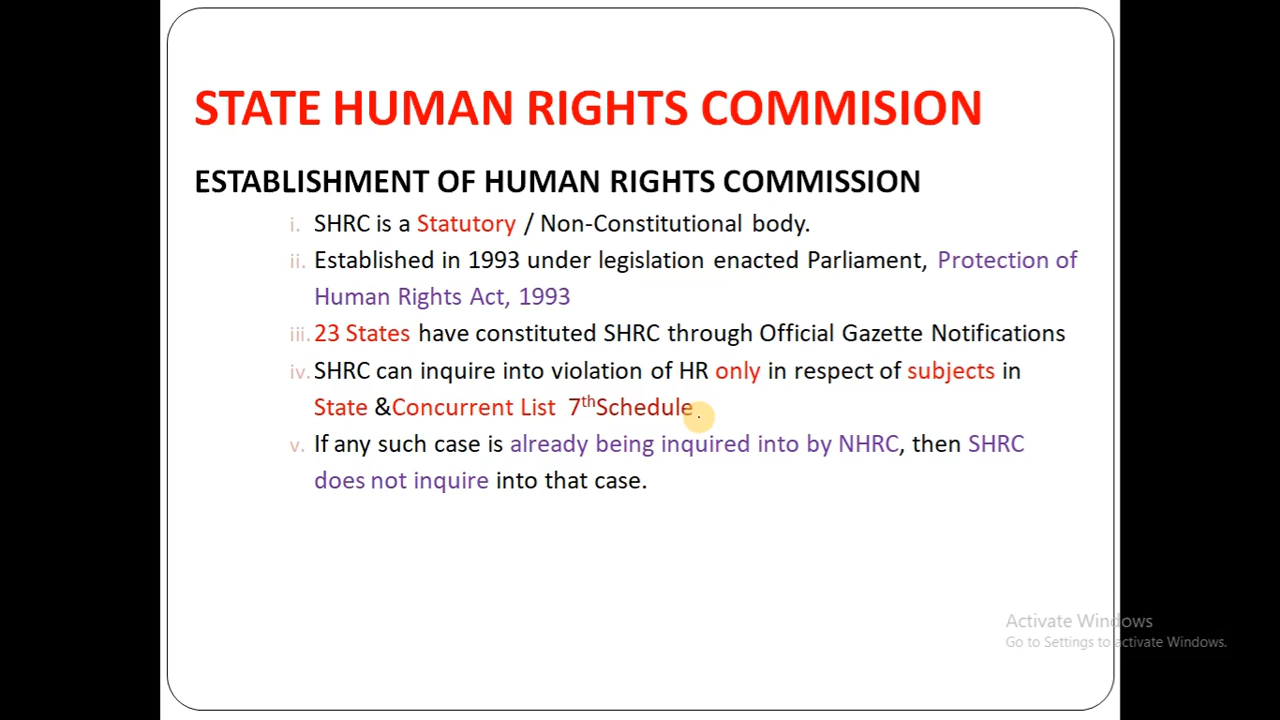 STATE HUMAN RIGHTS COMMISION
ESTABLISHMENT OF HUMAN RIGHTS COMMISSION
i. SHRC is a Statutory / Non-Constitutional body.
ii. Established in 1993 under legislation enacted Parliament, Protection of
Human Rights Act, 1993
iii. 23 States have constituted SHRC through Official Gazette Notifications
iv. SHRC can inquire into violation of HR only in respect of subjects in
State &Concurrent List 7thSchedule.
v. If any such case is already being inquired into by NHRC, then SHRC
does not inquire into that case.
Activate Windows
Go to Settings to activate Windows.